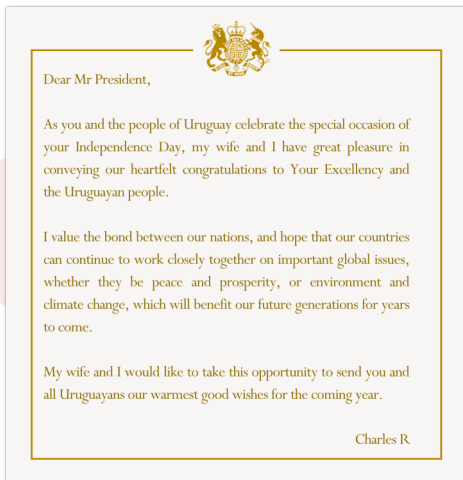 Dear Mr President,
As you and the people of Uruguay celebrate the special occasion of
your Independence Day, my wife and I have great pleasure in
conveying our heartfelt congratulations to Your Excellency and
the Uruguayan people.
I value the bond between our nations, and hope that our countries
can continue to work closely together on important global issues,
whether they be peace and prosperity, or environment and
climate change, which will benefit our future generations for years
to come.
My wife and I would like to take this opportunity to send you and
all Uruguayans our warmest good wishes for the coming year.
Charles R